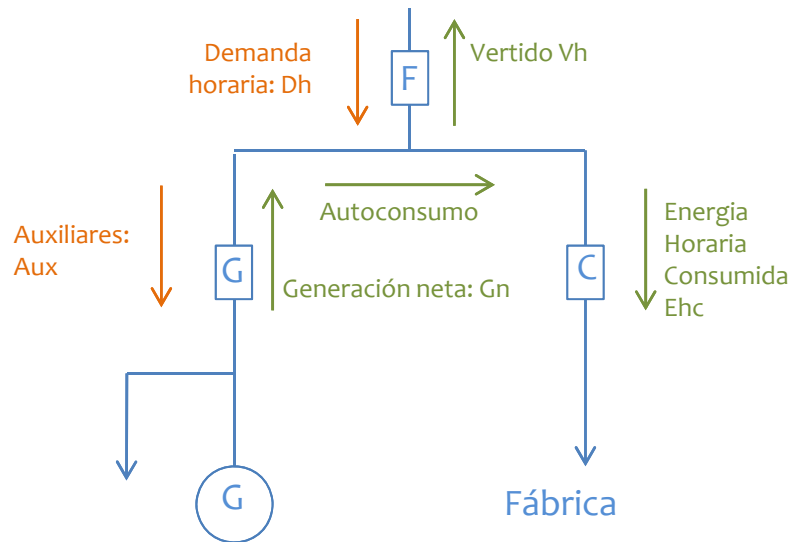 Demanda
horaria: Dh
F
Vertido Vh
Autoconsumo
Auxiliares:
Aux
G
Generación neta: Gn
C
Energia
Horaria
Consumida
Ehc
G
Fábrica